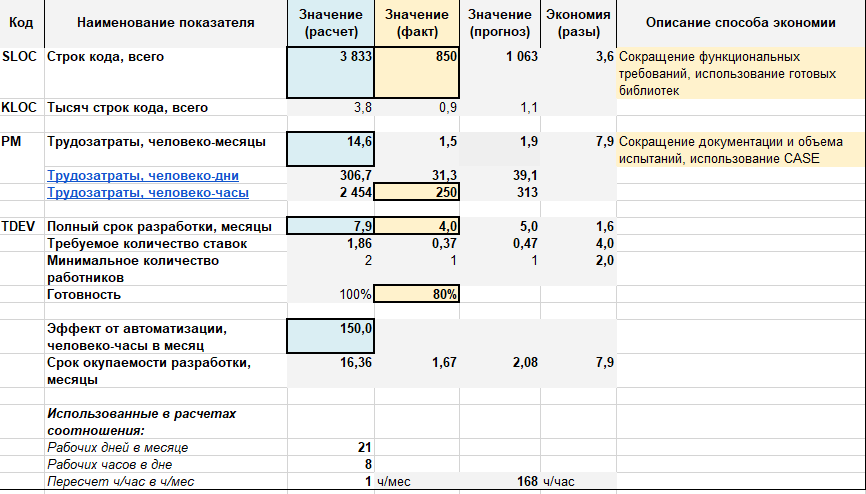 Код Наименование показателя Значение (расчет) Значение (факт) Значение (прогноз) Экономия (разы) Описание способа экономии
SLOC Строк кода, всего 3 833 850 1 063 3,6 Сокращение функциональных
требований, использование готовых
библиотек
KLOC Тысяч строк кода, всего 3,8 0,9 1,1
PM Трудозатраты, человеко-месяцы 14,6 1,5 1,9 7,9 Сокращение документации и объема
испытаний, использование CASE
Трудозатраты, человеко-дни 306,7 31,3 39,1
Трудозатраты, человеко-часы 2 454 250 313
TDEV Полный срок разработки, месяцы 7,9 4,0 5,0 1,6
Требуемое количество ставок 1,86 0,37 0,47 4,0
Минимальное количество 2 1 1 2,0
работников
Готовность 100% 80%
Эффект от автоматизации, 150,0
человеко-часы в месяц
Срок окупаемости разработки, 16,36 1,67 2,08 7,9
месяцы
Использованные в расчетах
соотношения:
Рабочих дней в месяце 21
Рабочих часов в дне 8
Пересчет ч/час в ч/мес 1 ч/мес 168 ч/час